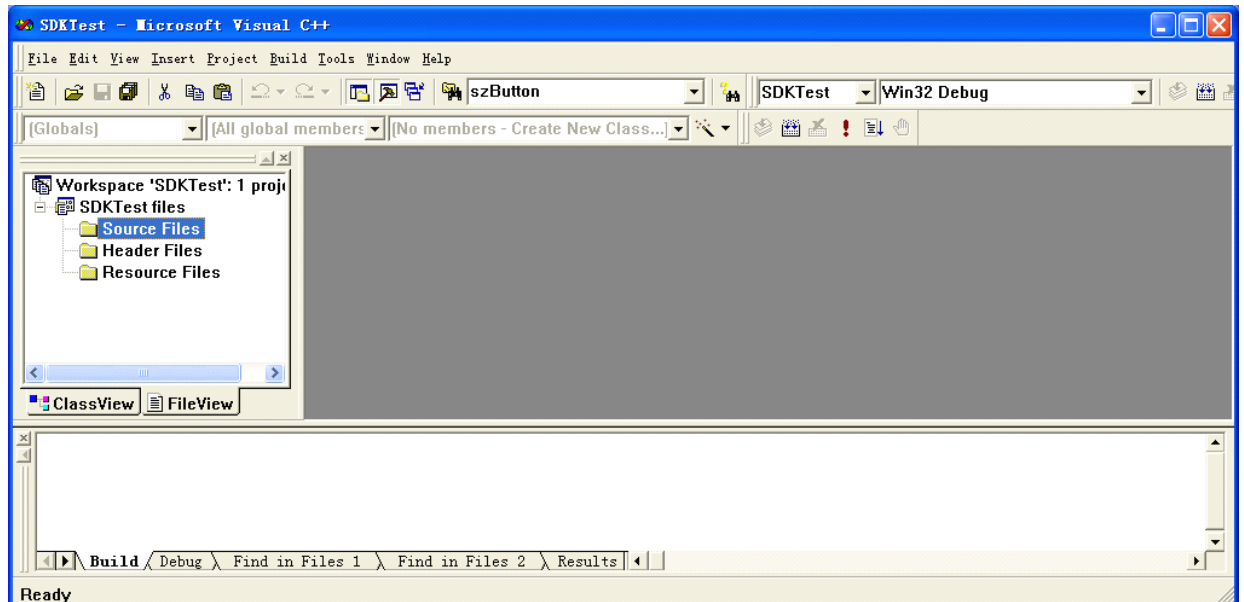 SDKTest - Microsoft Visual C++
File Edit View Insert Project Build Tools Window Help
szButton SDKTest Win32 Debug
(Globals) (All global members (No members - Create New Class...)
Workspace 'SDKTest': 1 proje
SDKTest files
Source Files
Header Files
Resource Files
ClassView FileView
Build Debug Find in Files 1 Find in Files 2 Results
Ready